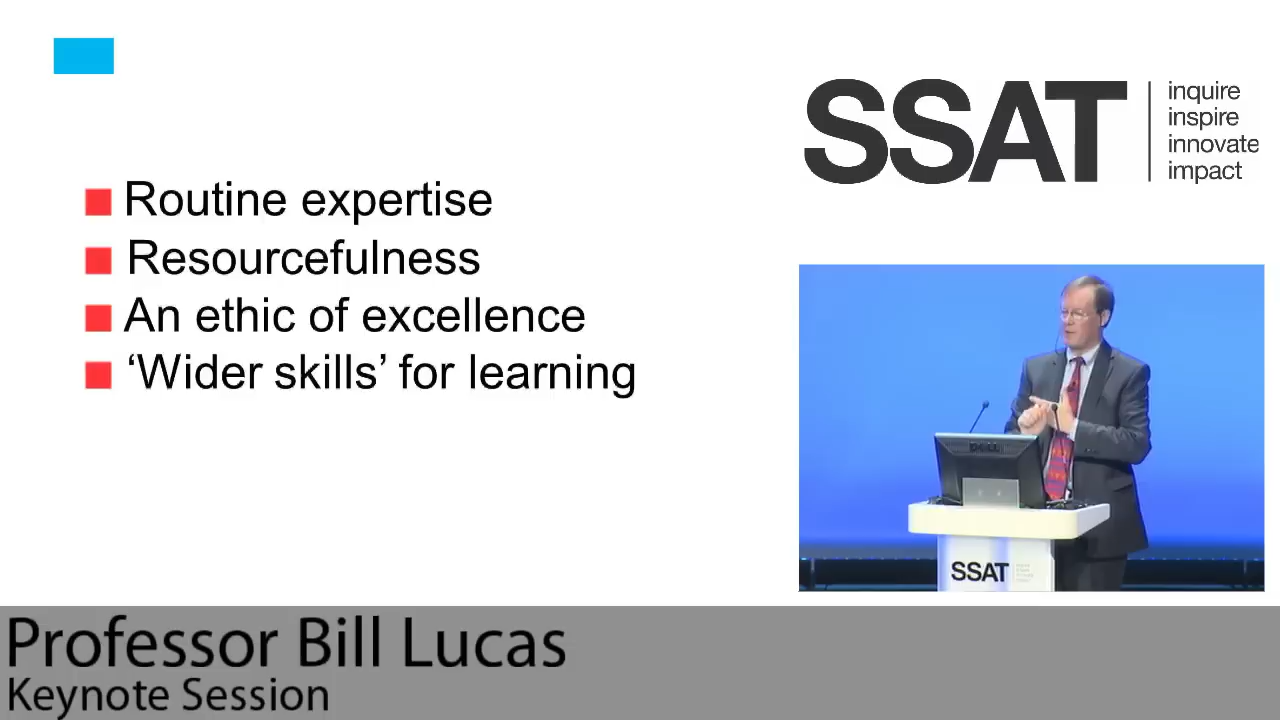 Routine expertise
Resourcefulness
An ethic of excellence
‘Wider skills’ for learning
SSAT
inquire
inspire
innovate
impact
SSAT
Professor Bill Lucas
Keynote Session